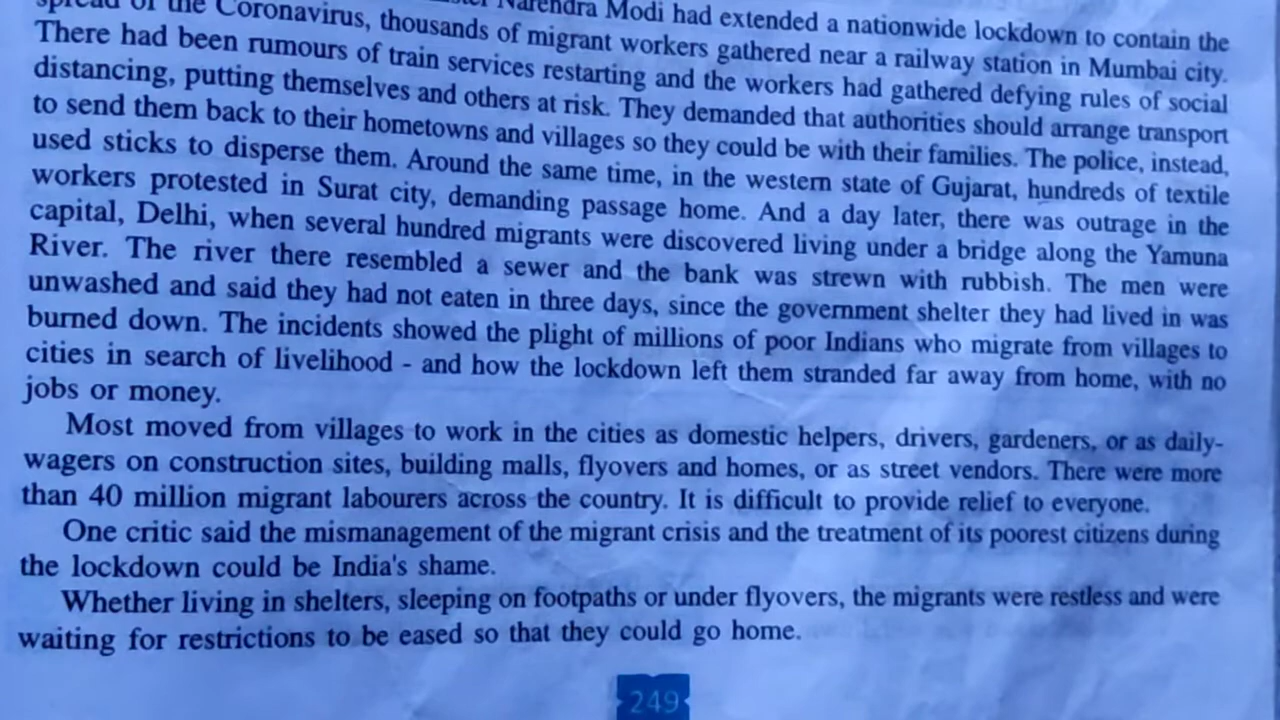 spread of the Coronavirus, thousands of migrant workers gathered near a railway station in Mumbai city.
Narendra Modi had extended a nationwide lockdown to contain the
There had been rumours of train services restarting and the workers had gathered defying rules of social
distancing, putting themselves and others at risk. They demanded that authorities should arrange transport
to send them back to their hometowns and villages so they could be with their families. The police, instead,
used sticks to disperse them. Around the same time, in the western state of Gujarat, hundreds of textile
workers protested in Surat city, demanding passage home. And a day later, there was outrage in the
capital, Delhi, when several hundred migrants were discovered living under a bridge along the Yamuna
River. The river there resembled a sewer and the bank was strewn with rubbish. The men were
unwashed and said they had not eaten in three days, since the government shelter they had lived in was
burned down. The incidents showed the plight of millions of poor Indians who migrate from villages to
cities in search of livelihood - and how the lockdown left them stranded far away from home, with no
jobs or money.
Most moved from villages to work in the cities as domestic helpers, drivers, gardeners, or as daily-
wagers on construction sites, building malls, flyovers and homes, or as street vendors. There were more
than 40 million migrant labourers across the country. It is difficult to provide relief to everyone.
One critic said the mismanagement of the migrant crisis and the treatment of its poorest citizens during
the lockdown could be India's shame.
Whether living in shelters, sleeping on footpaths or under flyovers, the migrants were restless and were
waiting for restrictions to be eased so that they could go home.
249